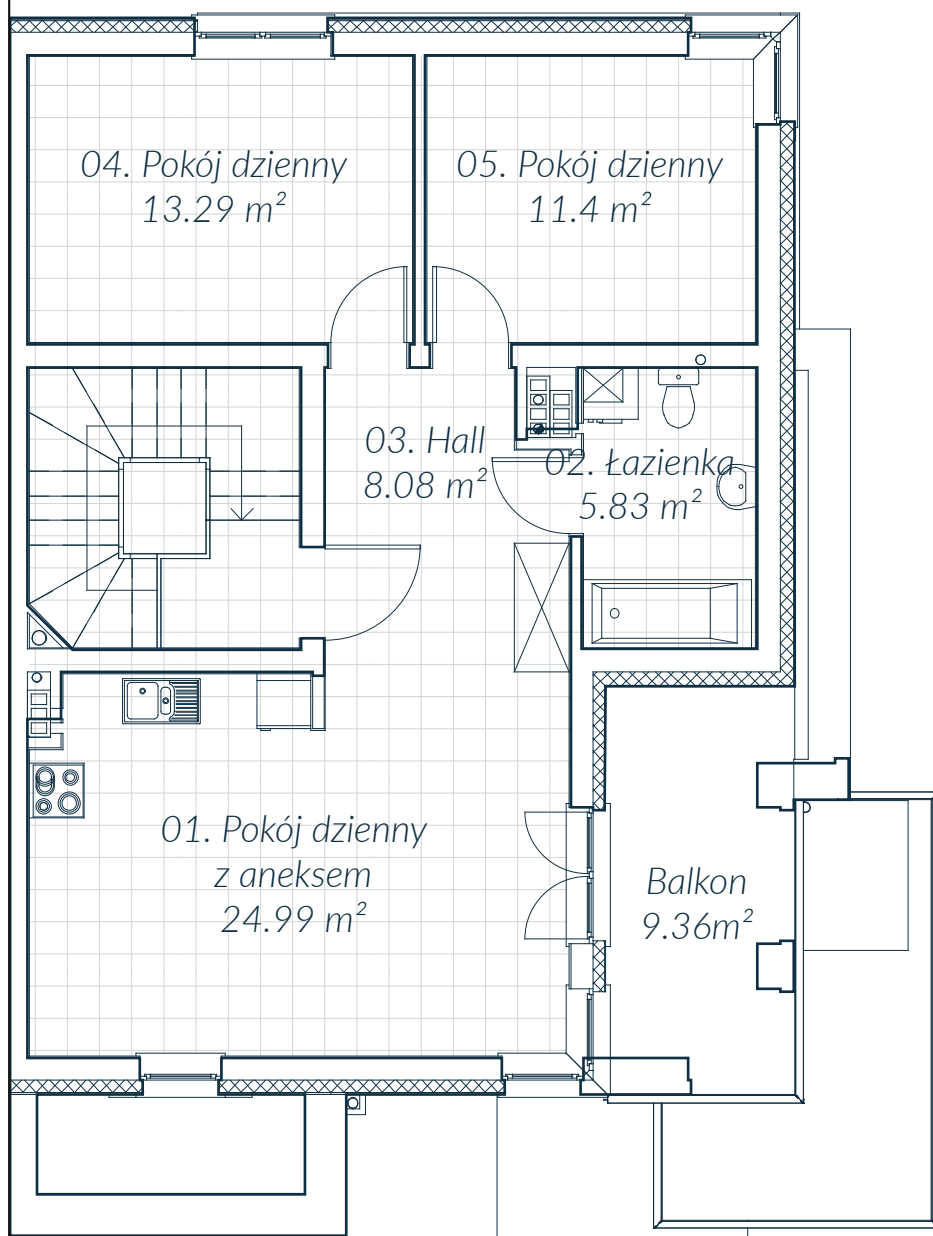 04. Pokój dzienny
13.29 m²
05. Pokój dzienny
11.4 m²
03. Hall
8.08 m²
02. Łazienka
5.83 m²
01. Pokój dzienny
z aneksem
24.99 m²
Balkon
9.36m²